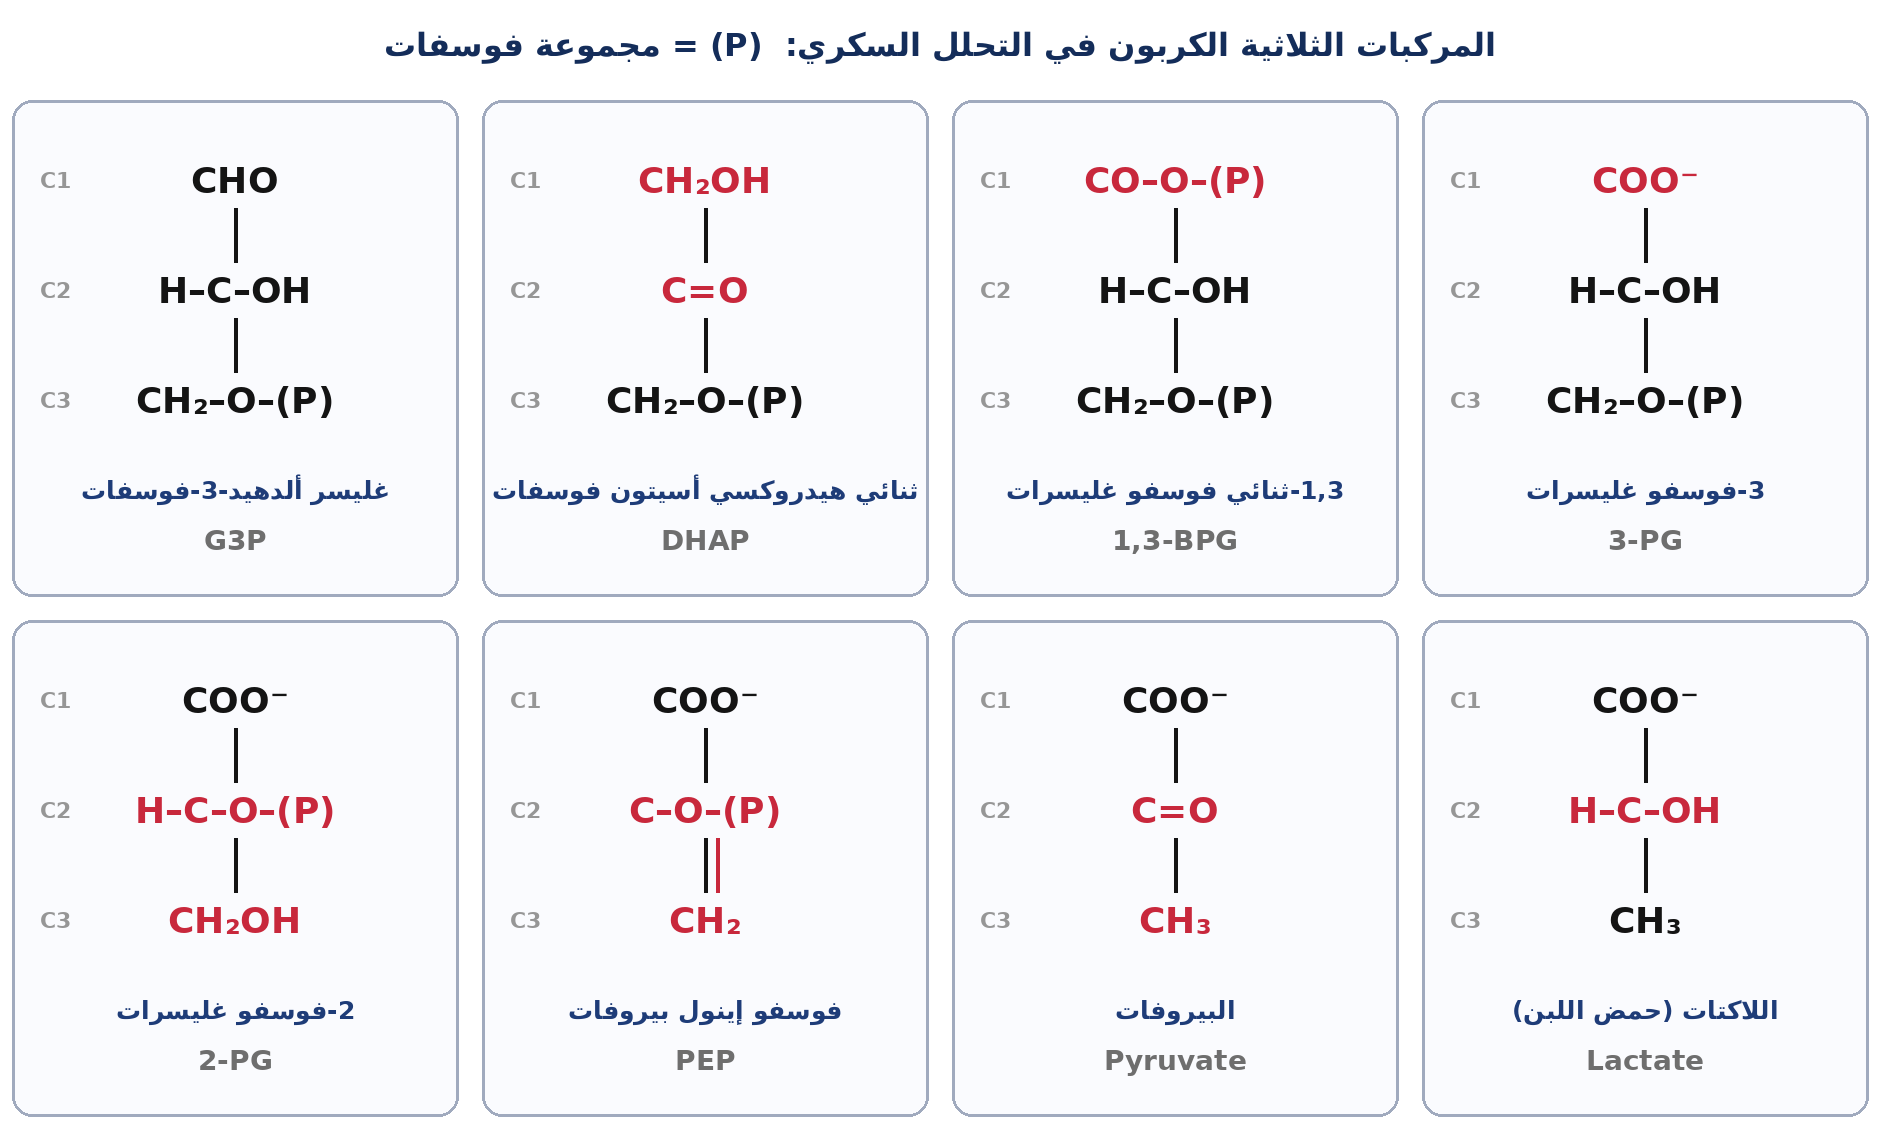 المركبات الثلاثية الكربون في التحلل السكري:  (P) = مجموعة فوسفات
C1 CHO
C2 H–C–OH
C3 CH₂–O–(P)
غليسر ألدهيد-3-فوسفات
G3P
C1 CH₂OH
C2 C=O
C3 CH₂–O–(P)
ثنائي هيدروكسي أسيتون فوسفات
DHAP
C1 CO–O–(P)
C2 H–C–OH
C3 CH₂–O–(P)
1,3-ثنائي فوسفو غليسرات
1,3-BPG
C1 COO⁻
C2 H–C–OH
C3 CH₂–O–(P)
3-فوسفو غليسرات
3-PG
C1 COO⁻
C2 H–C–O–(P)
C3 CH₂OH
2-فوسفو غليسرات
2-PG
C1 COO⁻
C2 C–O–(P)
C3 CH₂
فوسفو إينول بيروفات
PEP
C1 COO⁻
C2 C=O
C3 CH₃
البيروفات
Pyruvate
C1 COO⁻
C2 H–C–OH
C3 CH₃
اللاكتات (حمض اللبن)
Lactate